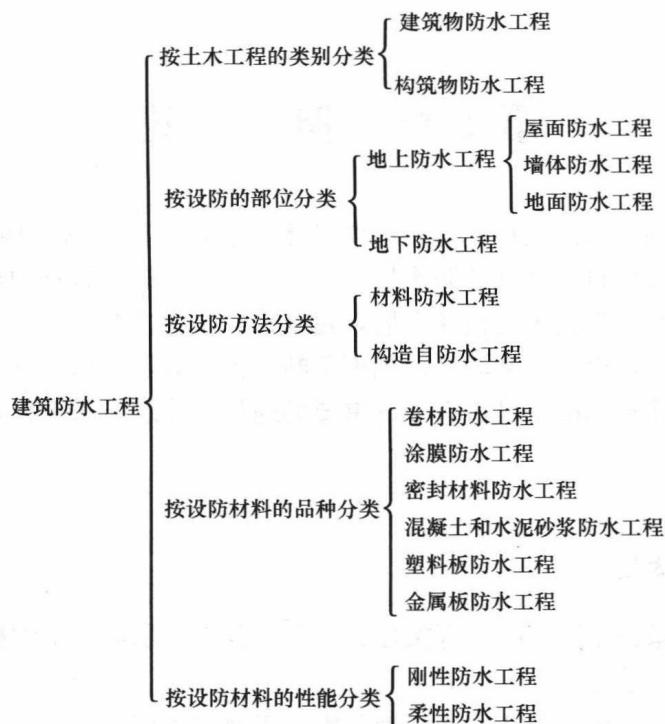 建筑防水工程
按土木工程的类别分类
建筑物防水工程
构筑物防水工程
按设防的部位分类
地上防水工程
屋面防水工程
墙体防水工程
地面防水工程
地下防水工程
按设防方法分类
材料防水工程
构造自防水工程
按设防材料的品种分类
卷材防水工程
涂膜防水工程
密封材料防水工程
混凝土和水泥砂浆防水工程
塑料板防水工程
金属板防水工程
按设防材料的性能分类
刚性防水工程
柔性防水工程